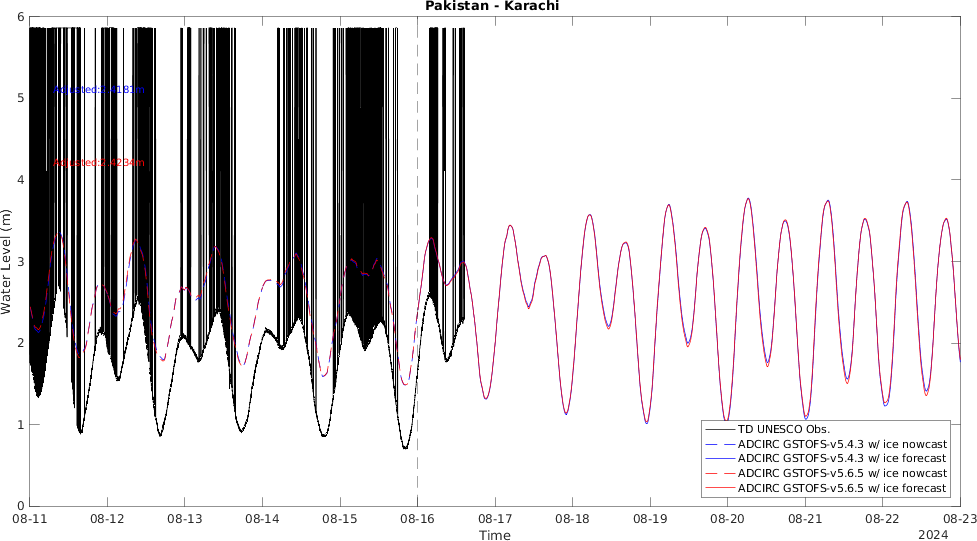 Pakistan - Karachi
6
5
4
3
2
1
0
Water Level (m)
TD UNESCO Obs.
ADCIRC GSTOFS-v5.4.3 w/ ice nowcast
ADCIRC GSTOFS-v5.4.3 w/ ice forecast
ADCIRC GSTOFS-v5.6.5 w/ ice nowcast
ADCIRC GSTOFS-v5.6.5 w/ ice forecast
08-11 08-12 08-13 08-14 08-15 08-16 08-17 08-18 08-19 08-20 08-21 08-22 08-23
Time
2024